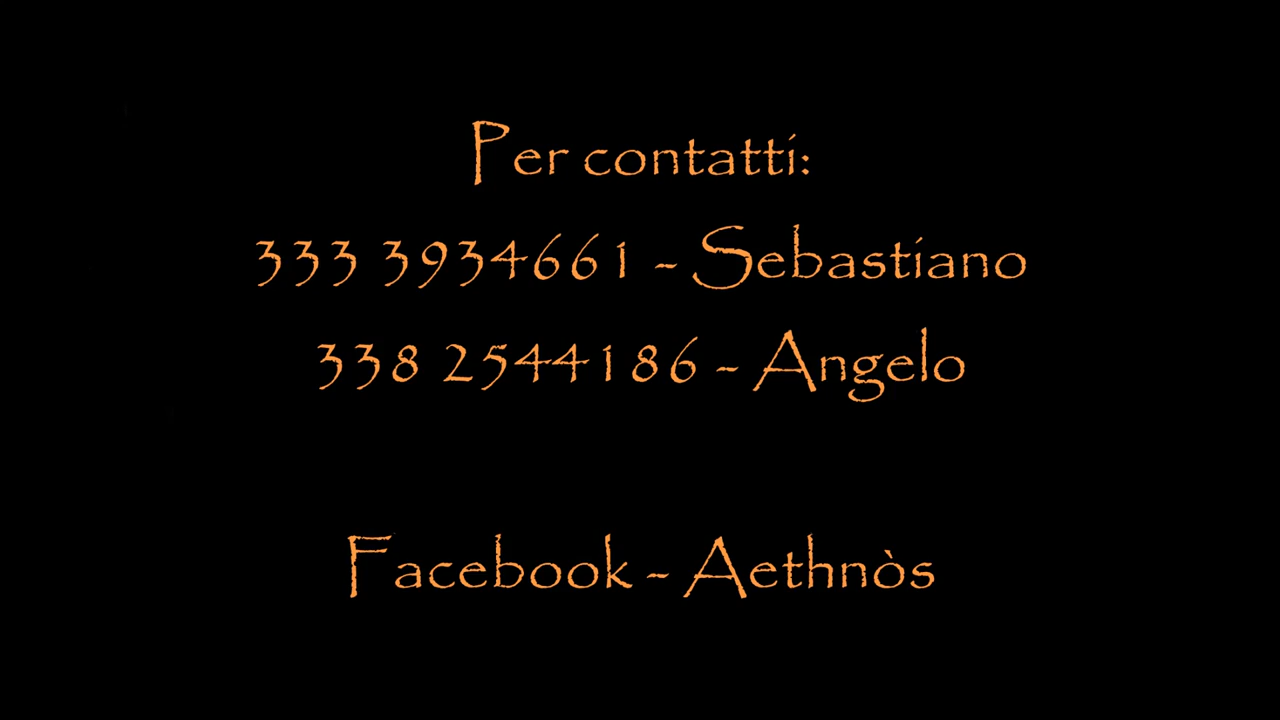 Per contatti:
333 3934661 - Sebastiano
338 2544186 - Angelo
Facebook - Aethnòs